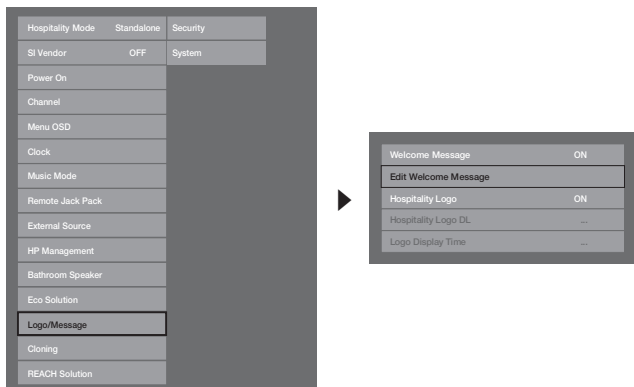 Hospitality Mode Standalone Security
SI Vendor OFF System
Power On
Channel
Menu OSD
Clock
Music Mode
Remote Jack Pack
External Source
HP Management
Bathroom Speaker
Eco Solution
Logo/Message
Cloning
REACH Solution
Welcome Message ON
Edit Welcome Message
Hospitality Logo ON
Hospitality Logo DL ...
Logo Display Time ...